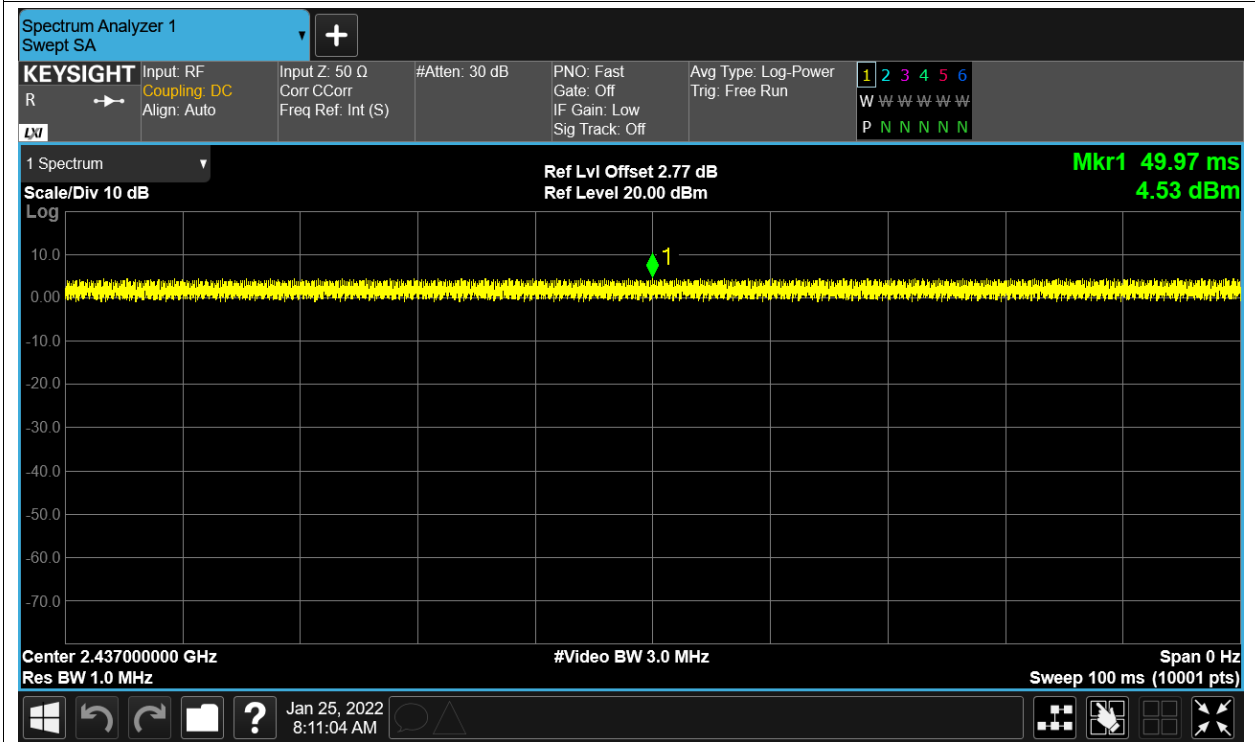 Spectrum Analyzer 1
Swept SA
+
KEYSIGHT Input: RF Input Z: 50 Ω #Atten: 30 dB PNO: Fast Avg Type: Log-Power 1 2 3 4 5 6
R Coupling: DC Corr CCorr Gate: Off Trig: Free Run W W W W W W
Align: Auto Freq Ref: Int (S) IF Gain: Low
LXI Sig Track: Off P N N N N N
1 Spectrum Ref Lvl Offset 2.77 dB Mkr1 49.97 ms
Scale/Div 10 dB Ref Level 20.00 dBm 4.53 dBm
Log
10.0
1
0.00
-10.0
-20.0
-30.0
-40.0
-50.0
-60.0
-70.0
Center 2.437000000 GHz #Video BW 3.0 MHz Span 0 Hz
Res BW 1.0 MHz Sweep 100 ms (10001 pts)
? Jan 25, 2022
8:11:04 AM